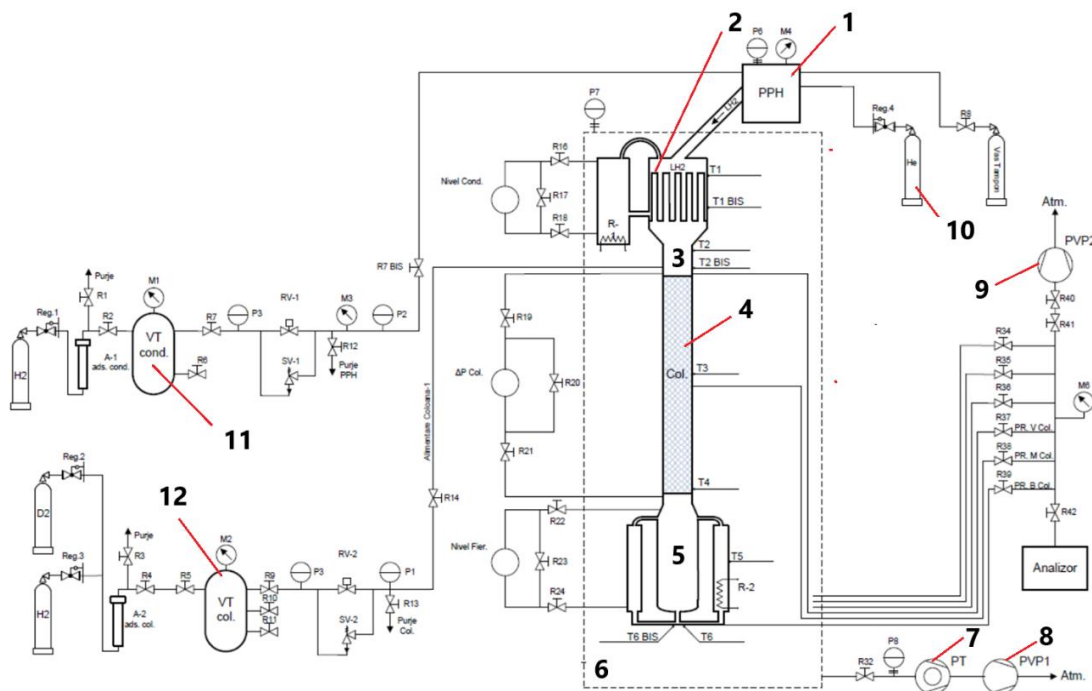 2
1
P6
M4
PPH
P7
LH2
Reg.4
R8
He
Vas Tampon
10
R16
Nivel Cond.
R17
R18
LH2
R-1
T1
T1 BIS
T2
T2 BIS
3
Atm.
PVP2
9
R40
R41
R7 BIS
Purje
R1
M1
Reg.1
R2
R7
P3
RV-1
M3
P2
H2
A-1
ads. cond.
VT
cond.
R6
SV-1
R12
Purje
PPH
11
R19
ΔP Col.
R20
R21
4
Col.
T3
T4
R34
R35
R36
M6
R37
PR. V Col.
R38
PR. M Col.
R39
PR. B Col.
R42
Analizor
Alimentare Coloana-1
R14
Reg.2
D2
Purje
R3
12
M2
Reg.3
R4
R5
R9
P3
RV-2
P1
H2
A-2
ads. col.
VT
col.
R10
R11
SV-2
R13
Purje
Col.
R22
Nivel Fier.
R23
R24
5
T5
R-2
T6 BIS
T6
6
R32
P8
7
PT
8
PVP1
Atm.